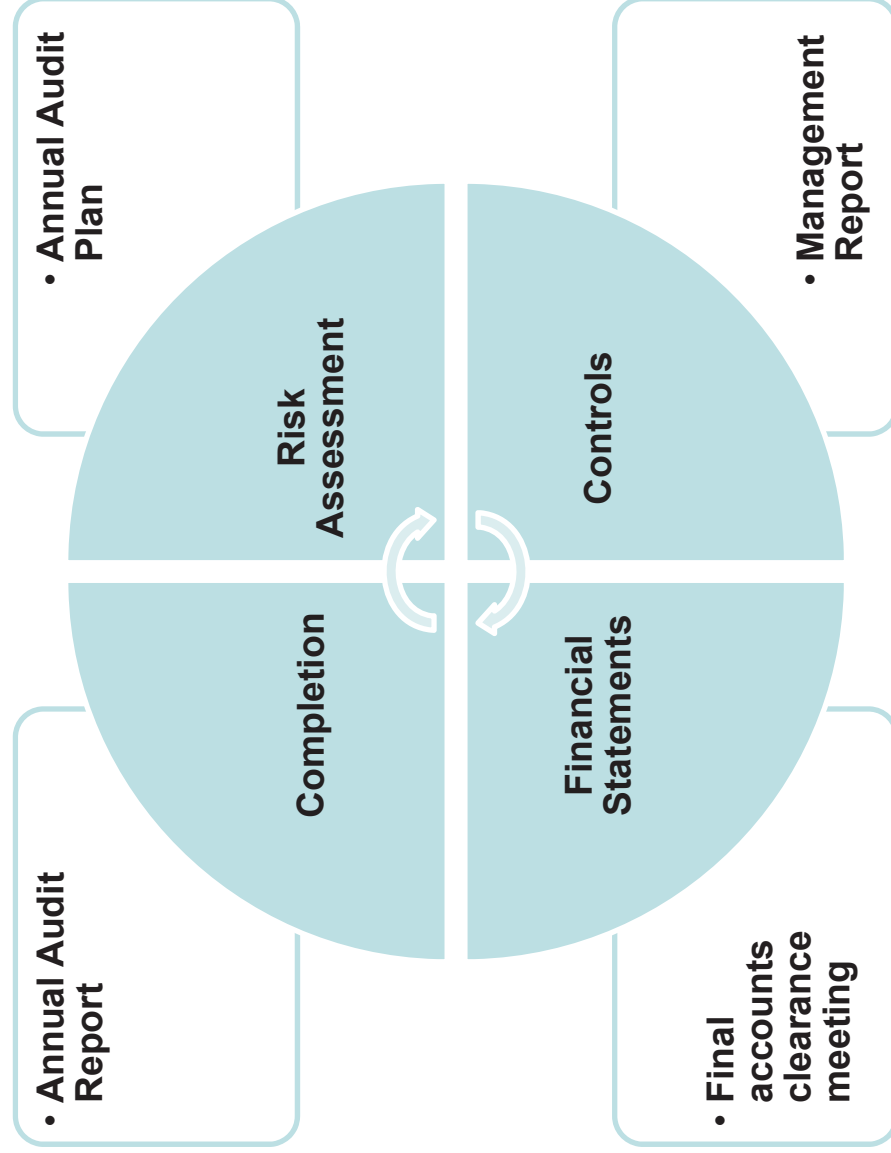 • Annual Audit
Report
• Annual Audit
Plan
Completion
Risk
Assessment
Financial
Statements
Controls
• Final
accounts
clearance
meeting
• Management
Report